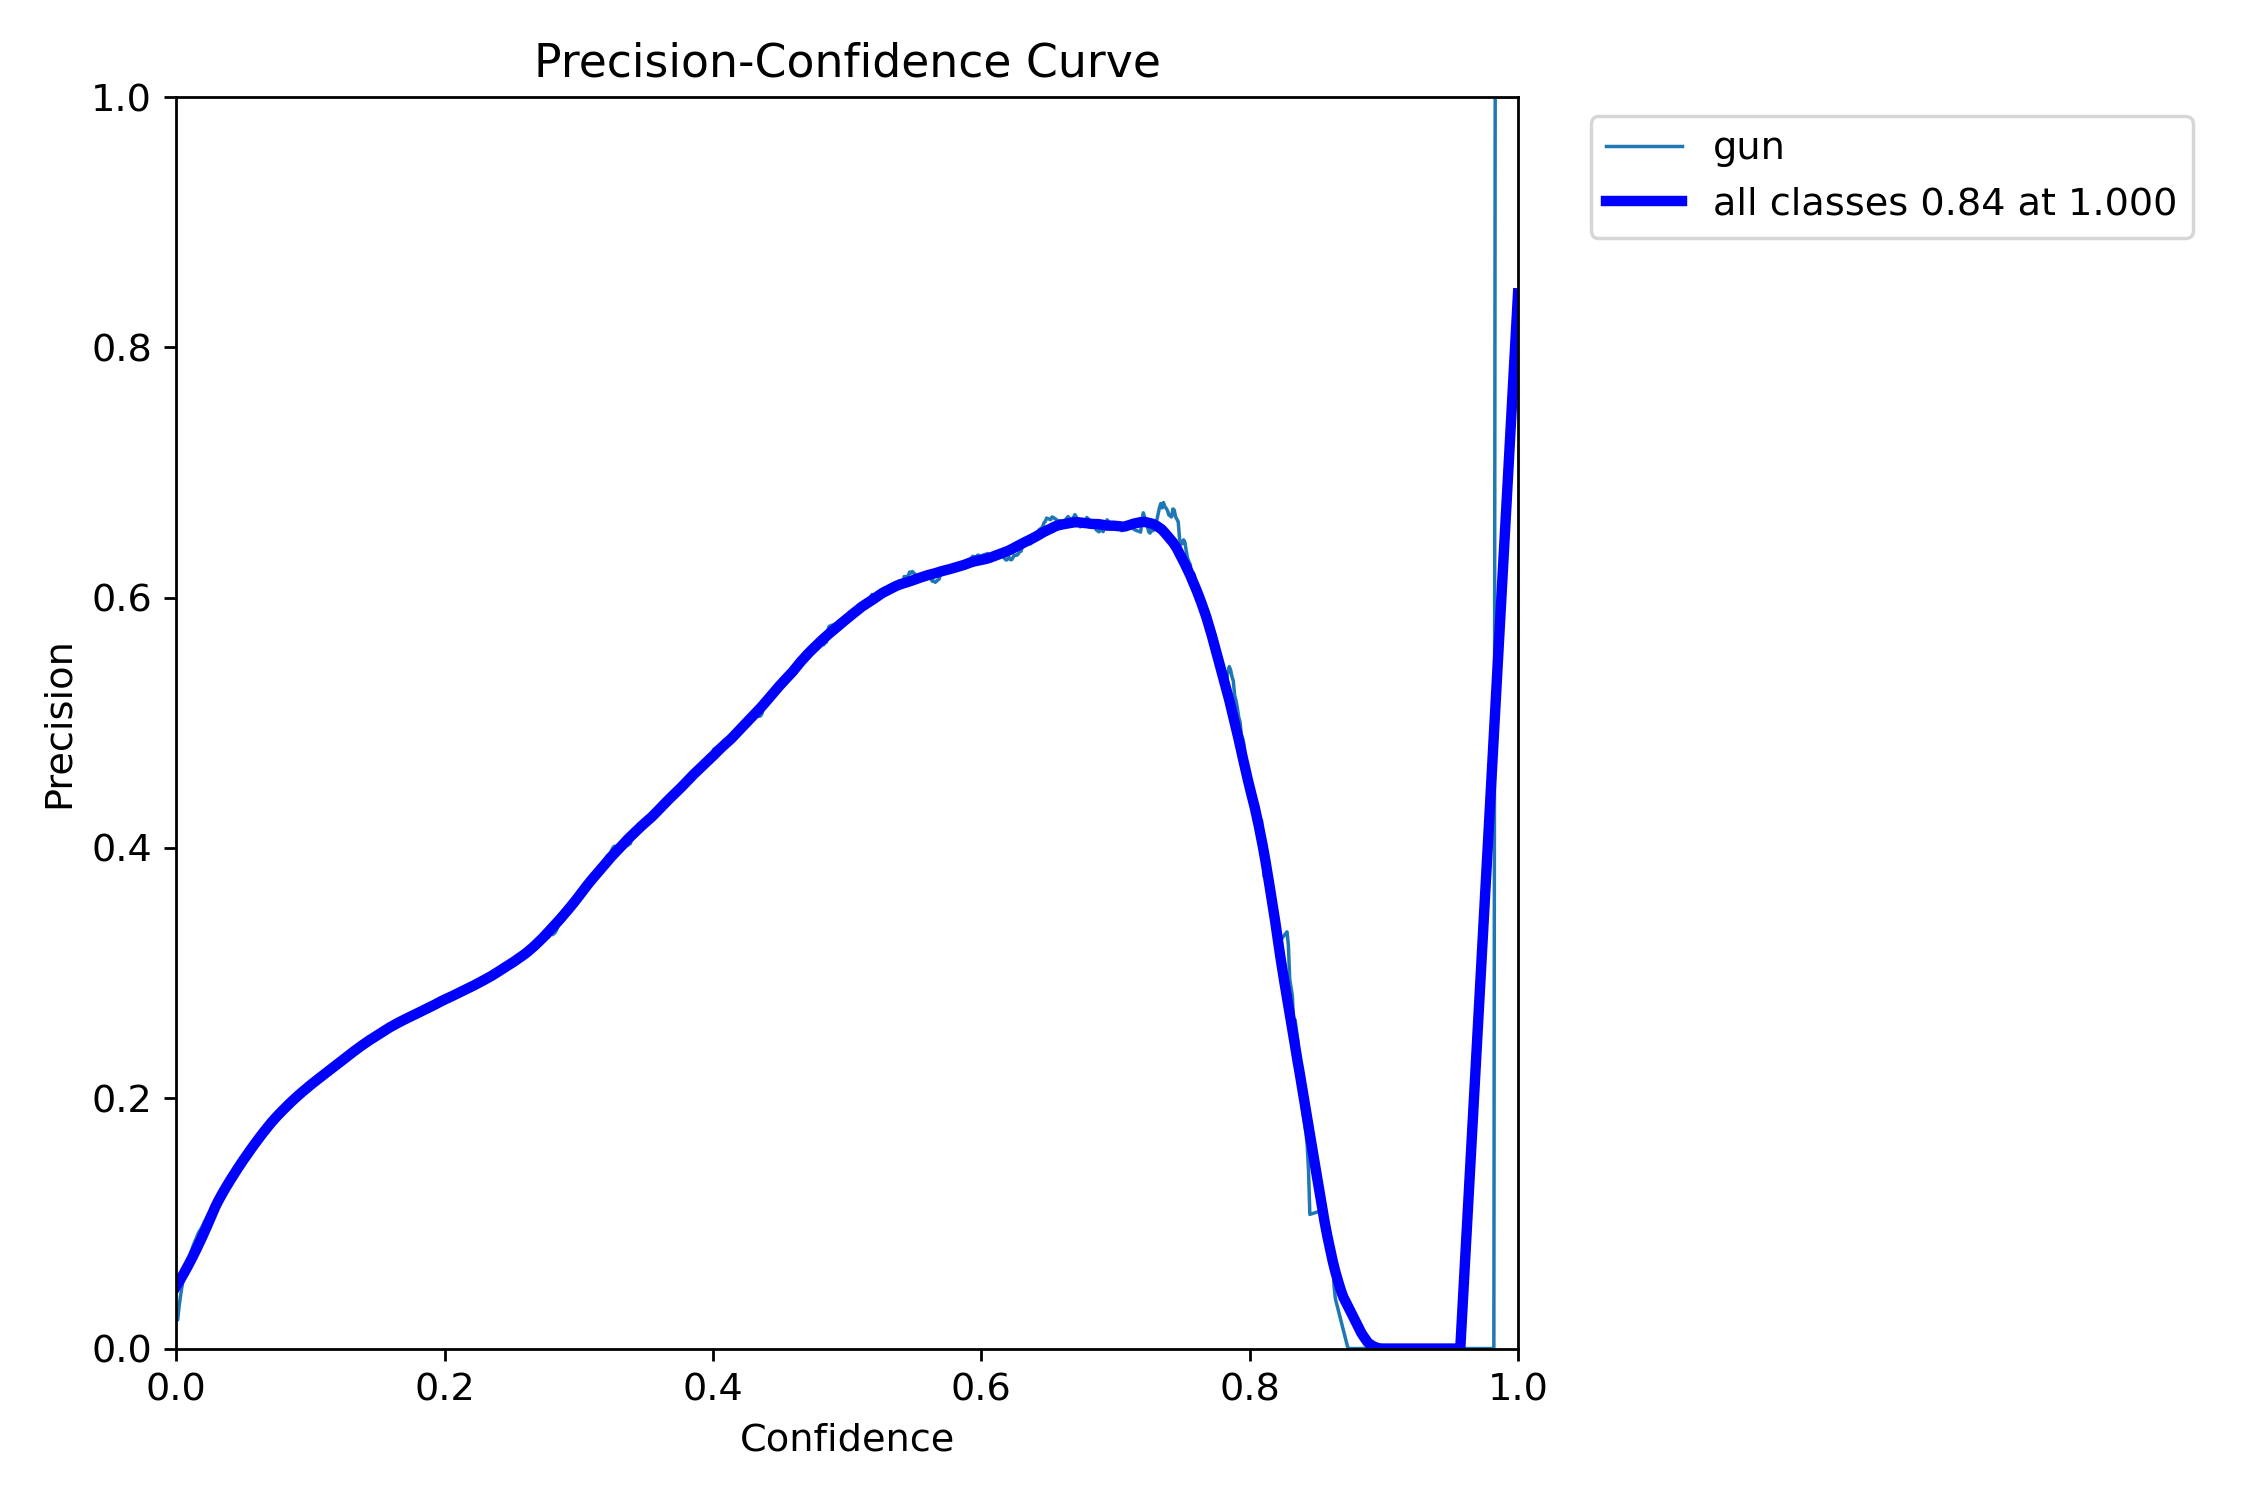 Precision-Confidence Curve
1.0
0.8
0.6
0.4
0.2
0.0
Precision
0.0 0.2 0.4 0.6 0.8 1.0
Confidence
gun
all classes 0.84 at 1.000